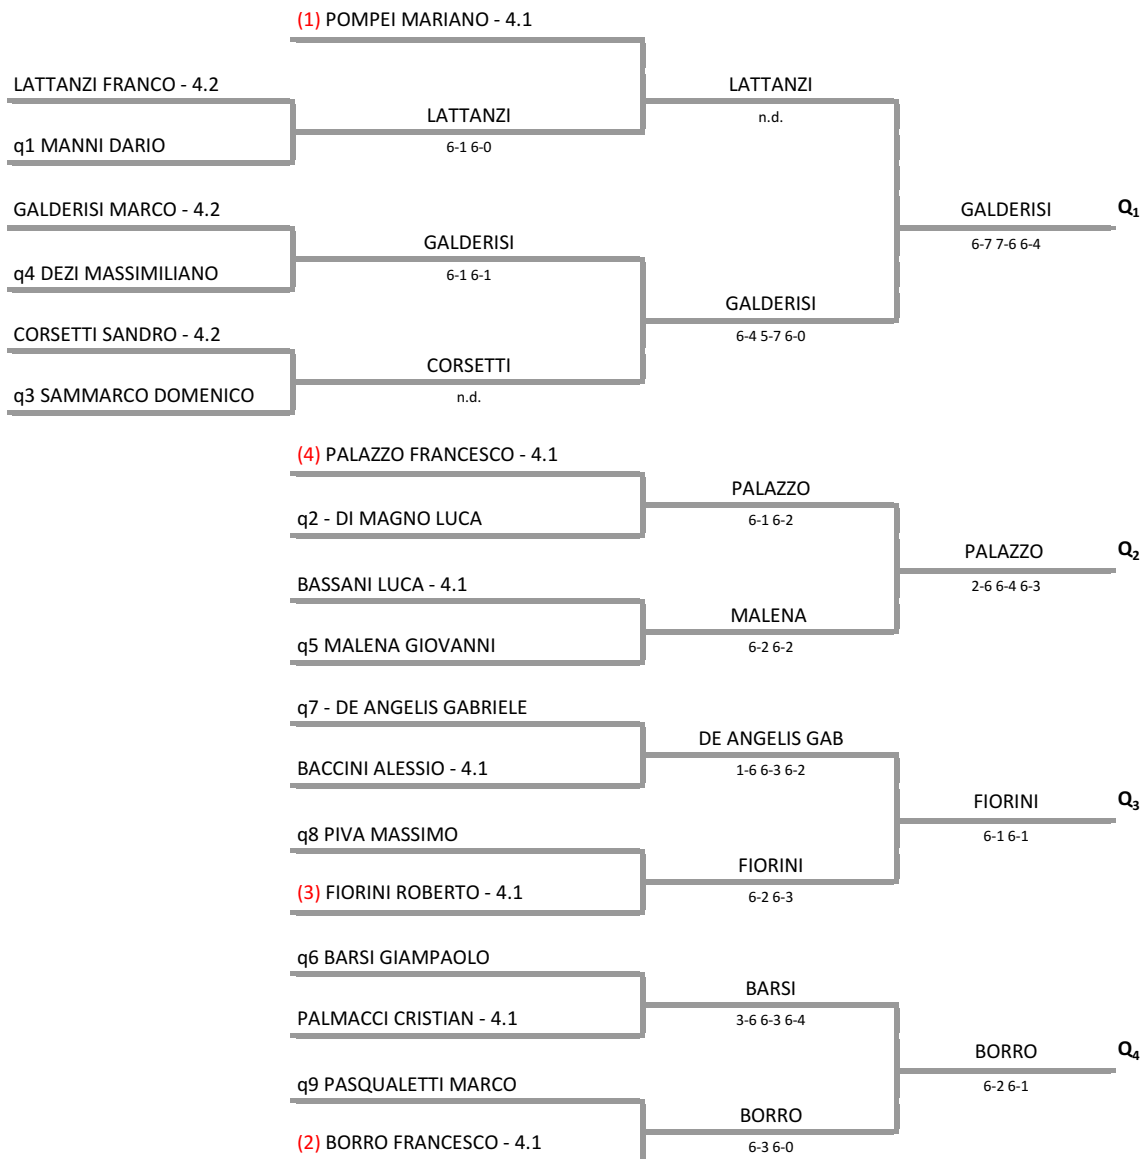 (1) POMPEI MARIANO - 4.1
LATTANZI FRANCO - 4.2
LATTANZI
LATTANZI
n.d.
q1 MANNI DARIO
6-1 6-0
GALDERISI MARCO - 4.2
GALDERISI
Q1
6-7 7-6 6-4
GALDERISI
q4 DEZI MASSIMILIANO
6-1 6-1
GALDERISI
CORSETTI SANDRO - 4.2
6-4 5-7 6-0
CORSETTI
q3 SAMMARCO DOMENICO
n.d.
(4) PALAZZO FRANCESCO - 4.1
PALAZZO
q2 - DI MAGNO LUCA
6-1 6-2
PALAZZO
Q2
BASSANI LUCA - 4.1
2-6 6-4 6-3
MALENA
q5 MALENA GIOVANNI
6-2 6-2
q7 - DE ANGELIS GABRIELE
DE ANGELIS GAB
BACCINI ALESSIO - 4.1
1-6 6-3 6-2
FIORINI
Q3
q8 PIVA MASSIMO
6-1 6-1
FIORINI
(3) FIORINI ROBERTO - 4.1
6-2 6-3
q6 BARSI GIAMPAOLO
BARSI
PALMACCI CRISTIAN - 4.1
3-6 6-3 6-4
BORRO
Q4
q9 PASQUALETTI MARCO
6-2 6-1
BORRO
(2) BORRO FRANCESCO - 4.1
6-3 6-0